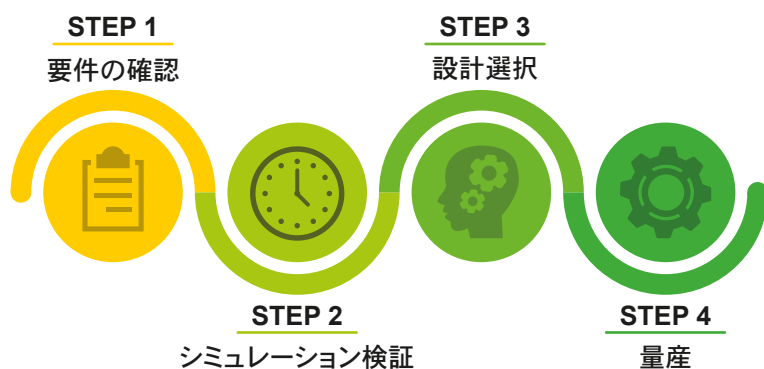 STEP 1
要件の確認
STEP 2
シミュレーション検証
STEP 3
設計選択
STEP 4
量産